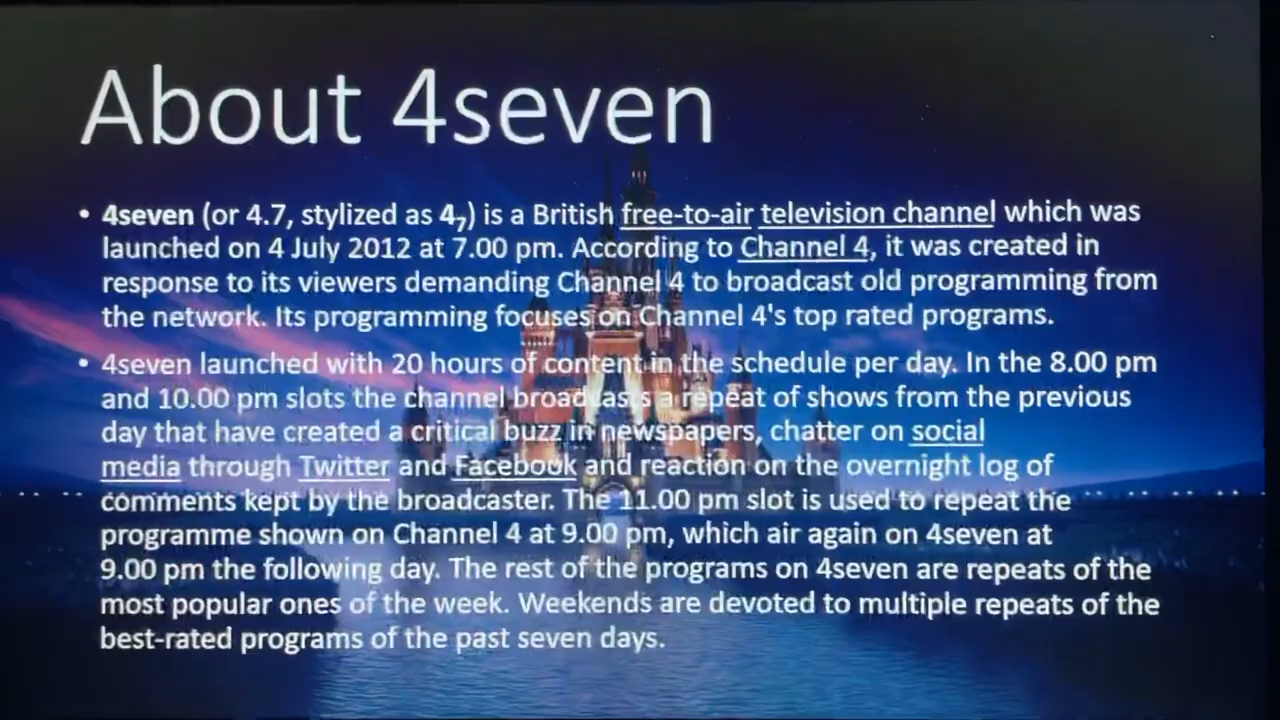 About 4seven
• 4seven (or 4.7, stylized as 4₇) is a British free-to-air television channel which was
launched on 4 July 2012 at 7.00 pm. According to Channel 4, it was created in
response to its viewers demanding Channel 4 to broadcast old programming from
the network. Its programming focuses on Channel 4's top rated programs.
• 4seven launched with 20 hours of content in the schedule per day. In the 8.00 pm
and 10.00 pm slots the channel broadcasts a repeat of shows from the previous
day that have created a critical buzz in newspapers, chatter on social
media through Twitter and Facebook and reaction on the overnight log of
comments kept by the broadcaster. The 11.00 pm slot is used to repeat the
programme shown on Channel 4 at 9.00 pm, which air again on 4seven at
9.00 pm the following day. The rest of the programs on 4seven are repeats of the
most popular ones of the week. Weekends are devoted to multiple repeats of the
best-rated programs of the past seven days.